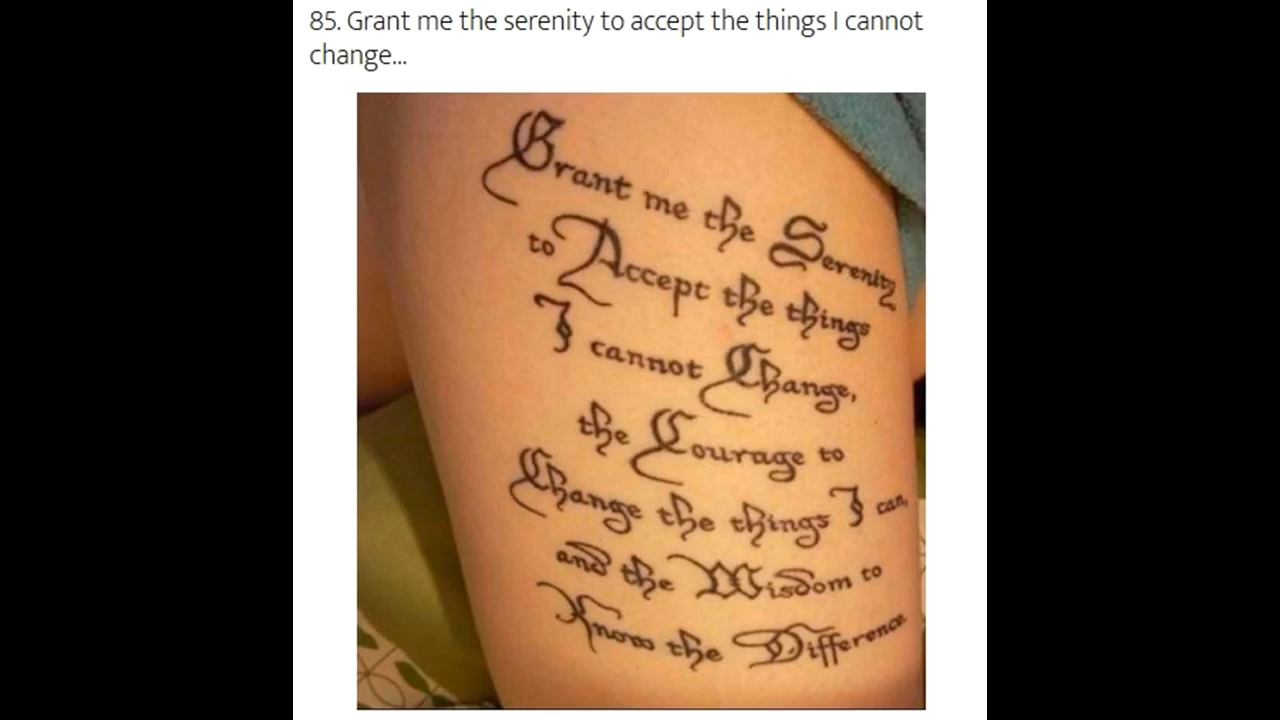 85. Grant me the serenity to accept the things I cannot
change...
Grant me the Serenity
to Accept the things
I cannot Change,
the Courage to
Change the things I can,
and the Wisdom to
Know the Difference